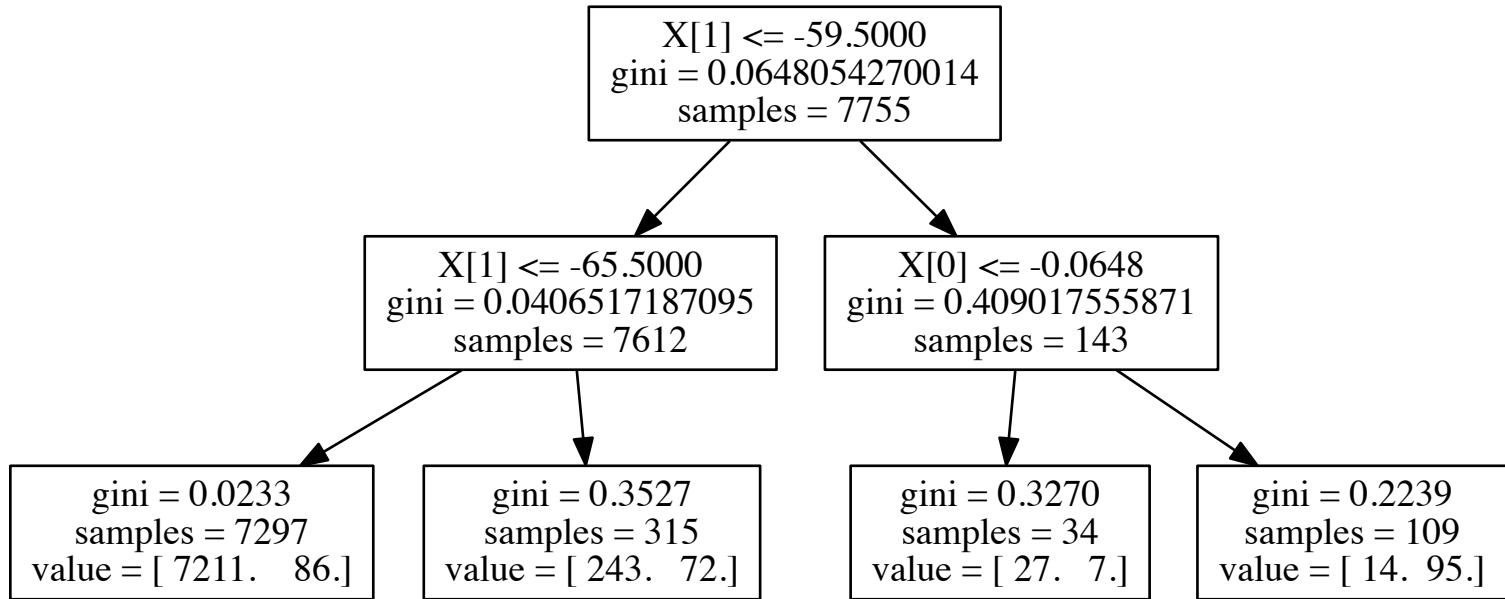 X[1] <= -59.5000
gini = 0.0648054270014
samples = 7755
X[1] <= -65.5000
gini = 0.0406517187095
samples = 7612
X[0] <= -0.0648
gini = 0.409017555871
samples = 143
gini = 0.0233
samples = 7297
value = [ 7211.    86.]
gini = 0.3527
samples = 315
value = [ 243.   72.]
gini = 0.3270
samples = 34
value = [ 27.   7.]
gini = 0.2239
samples = 109
value = [ 14.  95.]